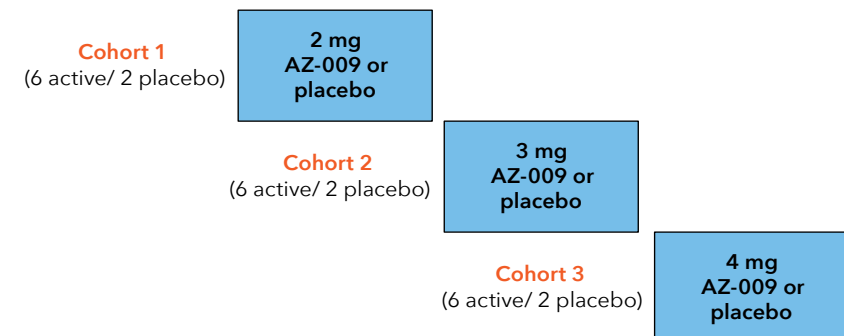 Cohort 1
(6 active/ 2 placebo)
2 mg
AZ-009 or
placebo
Cohort 2
(6 active/ 2 placebo)
3 mg
AZ-009 or
placebo
Cohort 3
(6 active/ 2 placebo)
4 mg
AZ-009 or
placebo